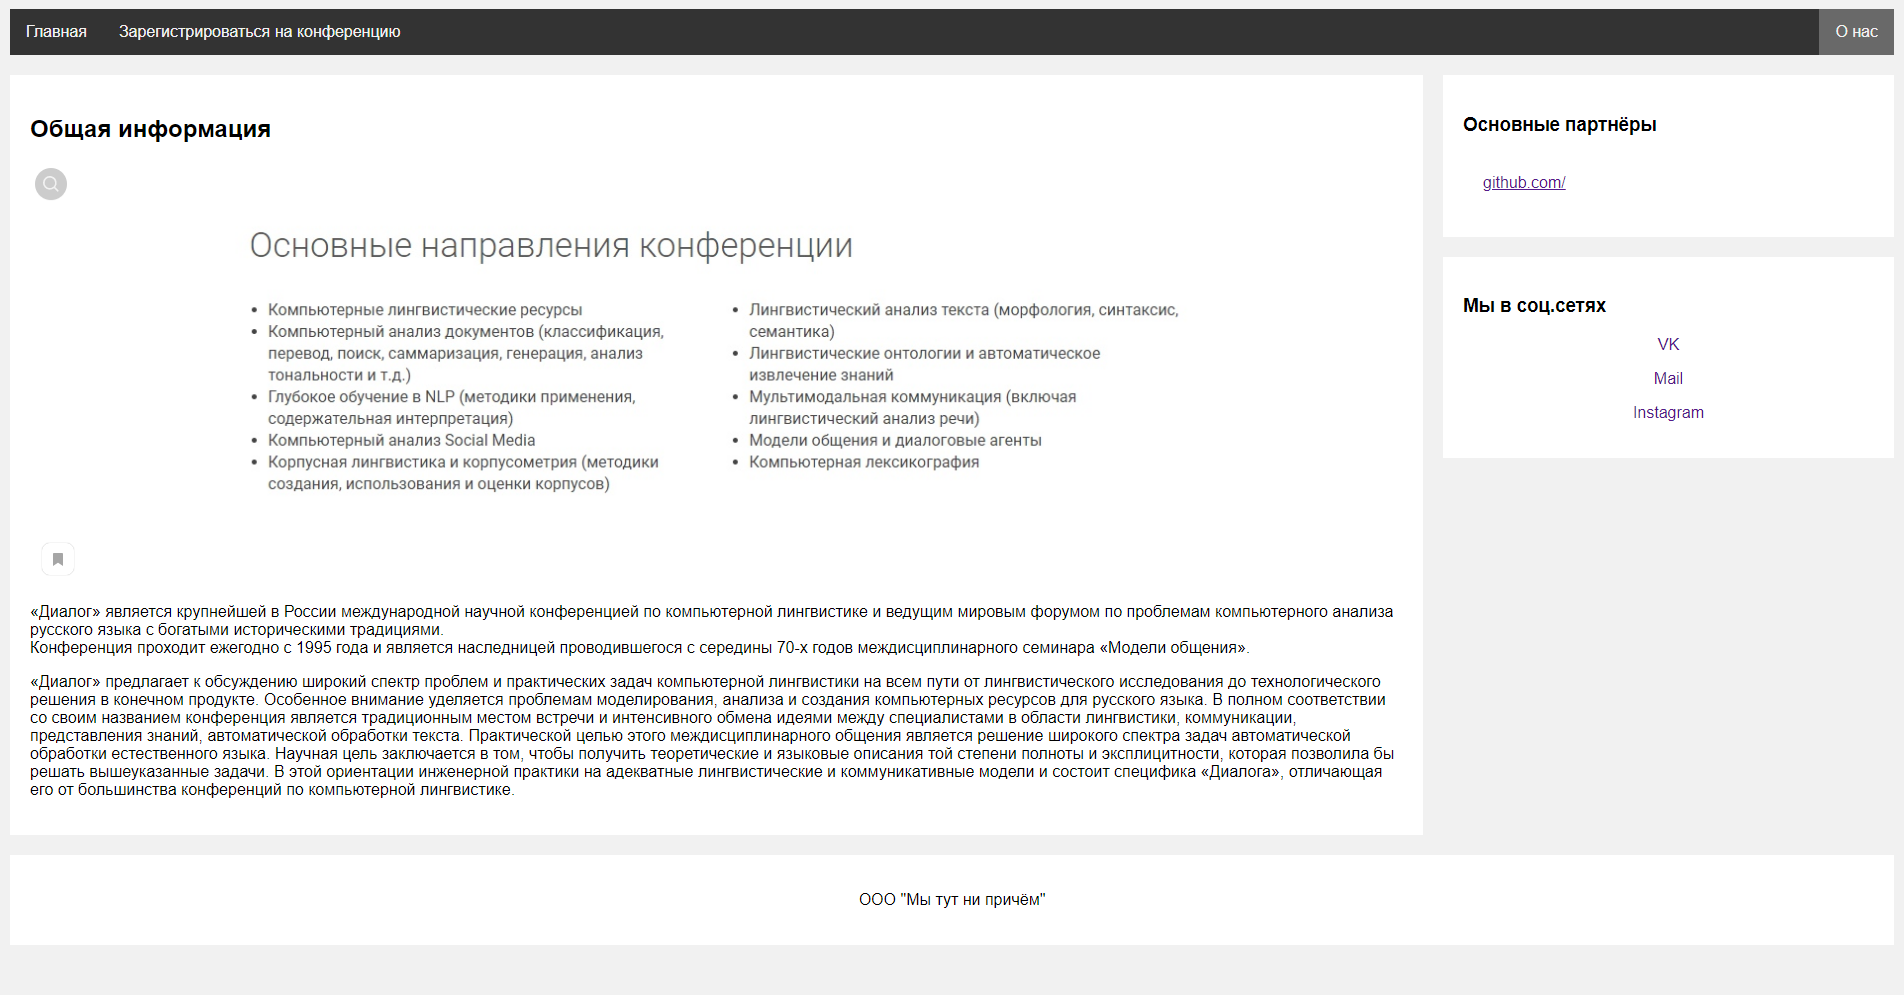 Главная
Зарегистрироваться на конференцию
О нас
Общая информация
Основные направления конференции
• Компьютерные лингвистические ресурсы
• Компьютерный анализ документов (классификация,
перевод, поиск, саммаризация, генерация, анализ
тональности и т.д.)
• Глубокое обучение в NLP (методики применения,
содержательная интерпретация)
• Компьютерный анализ Social Media
• Корпусная лингвистика и корпусометрия (методики
создания, использования и оценки корпусов)
• Лингвистический анализ текста (морфология, синтаксис,
семантика)
• Лингвистические онтологии и автоматическое
извлечение знаний
• Мультимодальная коммуникация (включая
лингвистический анализ речи)
• Модели общения и диалоговые агенты
• Компьютерная лексикография
«Диалог» является крупнейшей в России международной научной конференцией по компьютерной лингвистике и ведущим мировым форумом по проблемам компьютерного анализа
русского языка с богатыми историческими традициями.
Конференция проходит ежегодно с 1995 года и является наследницей проводившегося с середины 70-х годов междисциплинарного семинара «Модели общения».
«Диалог» предлагает к обсуждению широкий спектр проблем и практических задач компьютерной лингвистики на всем пути от лингвистического исследования до технологического
решения в конечном продукте. Особенное внимание уделяется проблемам моделирования, анализа и создания компьютерных ресурсов для русского языка. В полном соответствии
со своим названием конференция является традиционным местом встречи и интенсивного обмена идеями между специалистами в области лингвистики, коммуникации,
представления знаний, автоматической обработки текста. Практической целью этого междисциплинарного общения является решение широкого спектра задач автоматической
обработки естественного языка. Научная цель заключается в том, чтобы получить теоретические и языковые описания той степени полноты и эксплицитности, которая позволила бы
решать вышеуказанные задачи. В этой ориентации инженерной практики на адекватные лингвистические и коммуникативные модели и состоит специфика «Диалога», отличающая
его от большинства конференций по компьютерной лингвистике.
Основные партнёры
github.com/
Мы в соц.сетях
VK
Mail
Instagram
ООО "Мы тут ни причём"